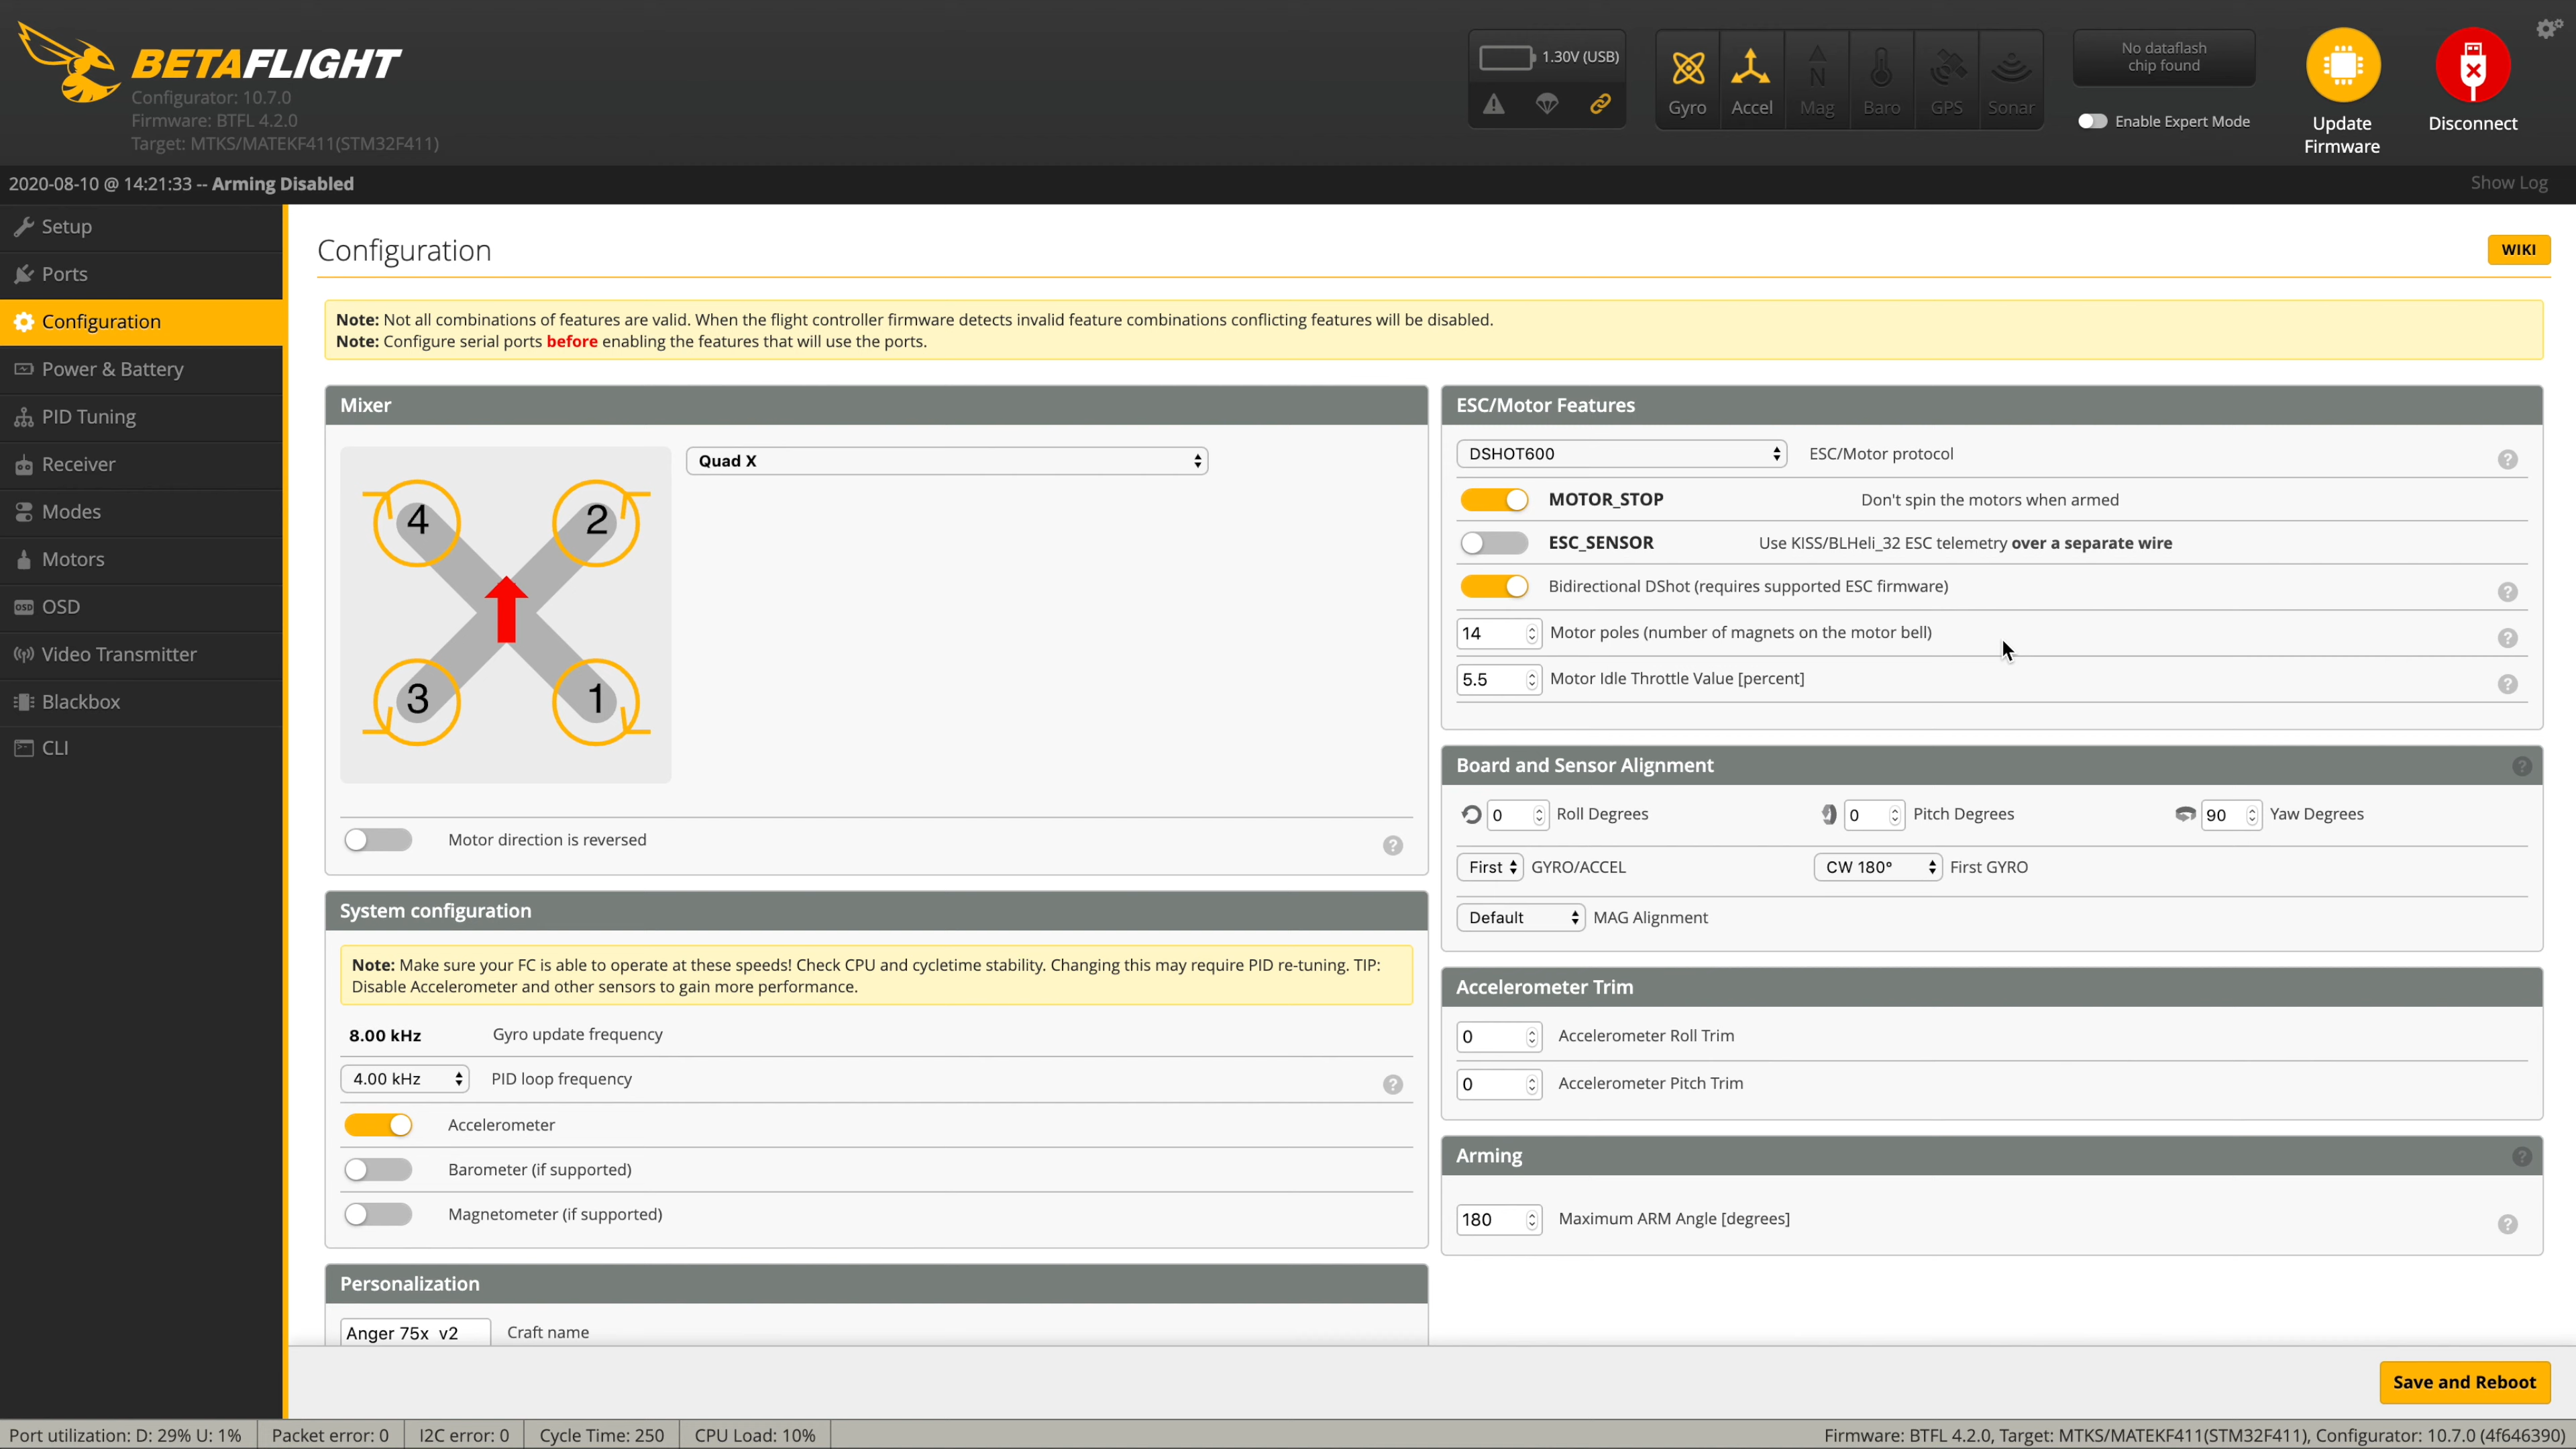 BETAFLIGHT
Configurator: 10.7.0
Firmware: BTFL 4.2.0
Target: MTKS/MATEKF411(STM32F411)
1.30V (USB)
Gyro
Accel
N
Mag
Baro
GPS
Sonar
No dataflash
chip found
Enable Expert Mode
Update
Firmware
Disconnect
2020-08-10 @ 14:21:33 -- Arming Disabled
Show Log
Setup
Ports
Configuration
Power & Battery
PID Tuning
Receiver
Modes
Motors
OSD OSD
Video Transmitter
Blackbox
CLI
Configuration
WIKI
Note: Not all combinations of features are valid. When the flight controller firmware detects invalid feature combinations conflicting features will be disabled.
Note: Configure serial ports before enabling the features that will use the ports.
Mixer
Quad X
4
2
3
1
Motor direction is reversed
?
System configuration
Note: Make sure your FC is able to operate at these speeds! Check CPU and cycletime stability. Changing this may require PID re-tuning. TIP:
Disable Accelerometer and other sensors to gain more performance.
8.00 kHz Gyro update frequency
4.00 kHz PID loop frequency ?
Accelerometer
Barometer (if supported)
Magnetometer (if supported)
Personalization
Anger 75x v2 Craft name
ESC/Motor Features
DSHOT600 ESC/Motor protocol ?
MOTOR_STOP Don't spin the motors when armed
ESC_SENSOR Use KISS/BLHeli_32 ESC telemetry over a separate wire
Bidirectional DShot (requires supported ESC firmware) ?
14 Motor poles (number of magnets on the motor bell) ?
5.5 Motor Idle Throttle Value [percent] ?
Board and Sensor Alignment ?
0 Roll Degrees 0 Pitch Degrees 90 Yaw Degrees
First GYRO/ACCEL CW 180° First GYRO
Default MAG Alignment
Accelerometer Trim
0 Accelerometer Roll Trim
0 Accelerometer Pitch Trim
Arming ?
180 Maximum ARM Angle [degrees] ?
Save and Reboot
Port utilization: D: 29% U: 1% Packet error: 0 I2C error: 0 Cycle Time: 250 CPU Load: 10% Firmware: BTFL 4.2.0, Target: MTKS/MATEKF411(STM32F411), Configurator: 10.7.0 (4f646390)